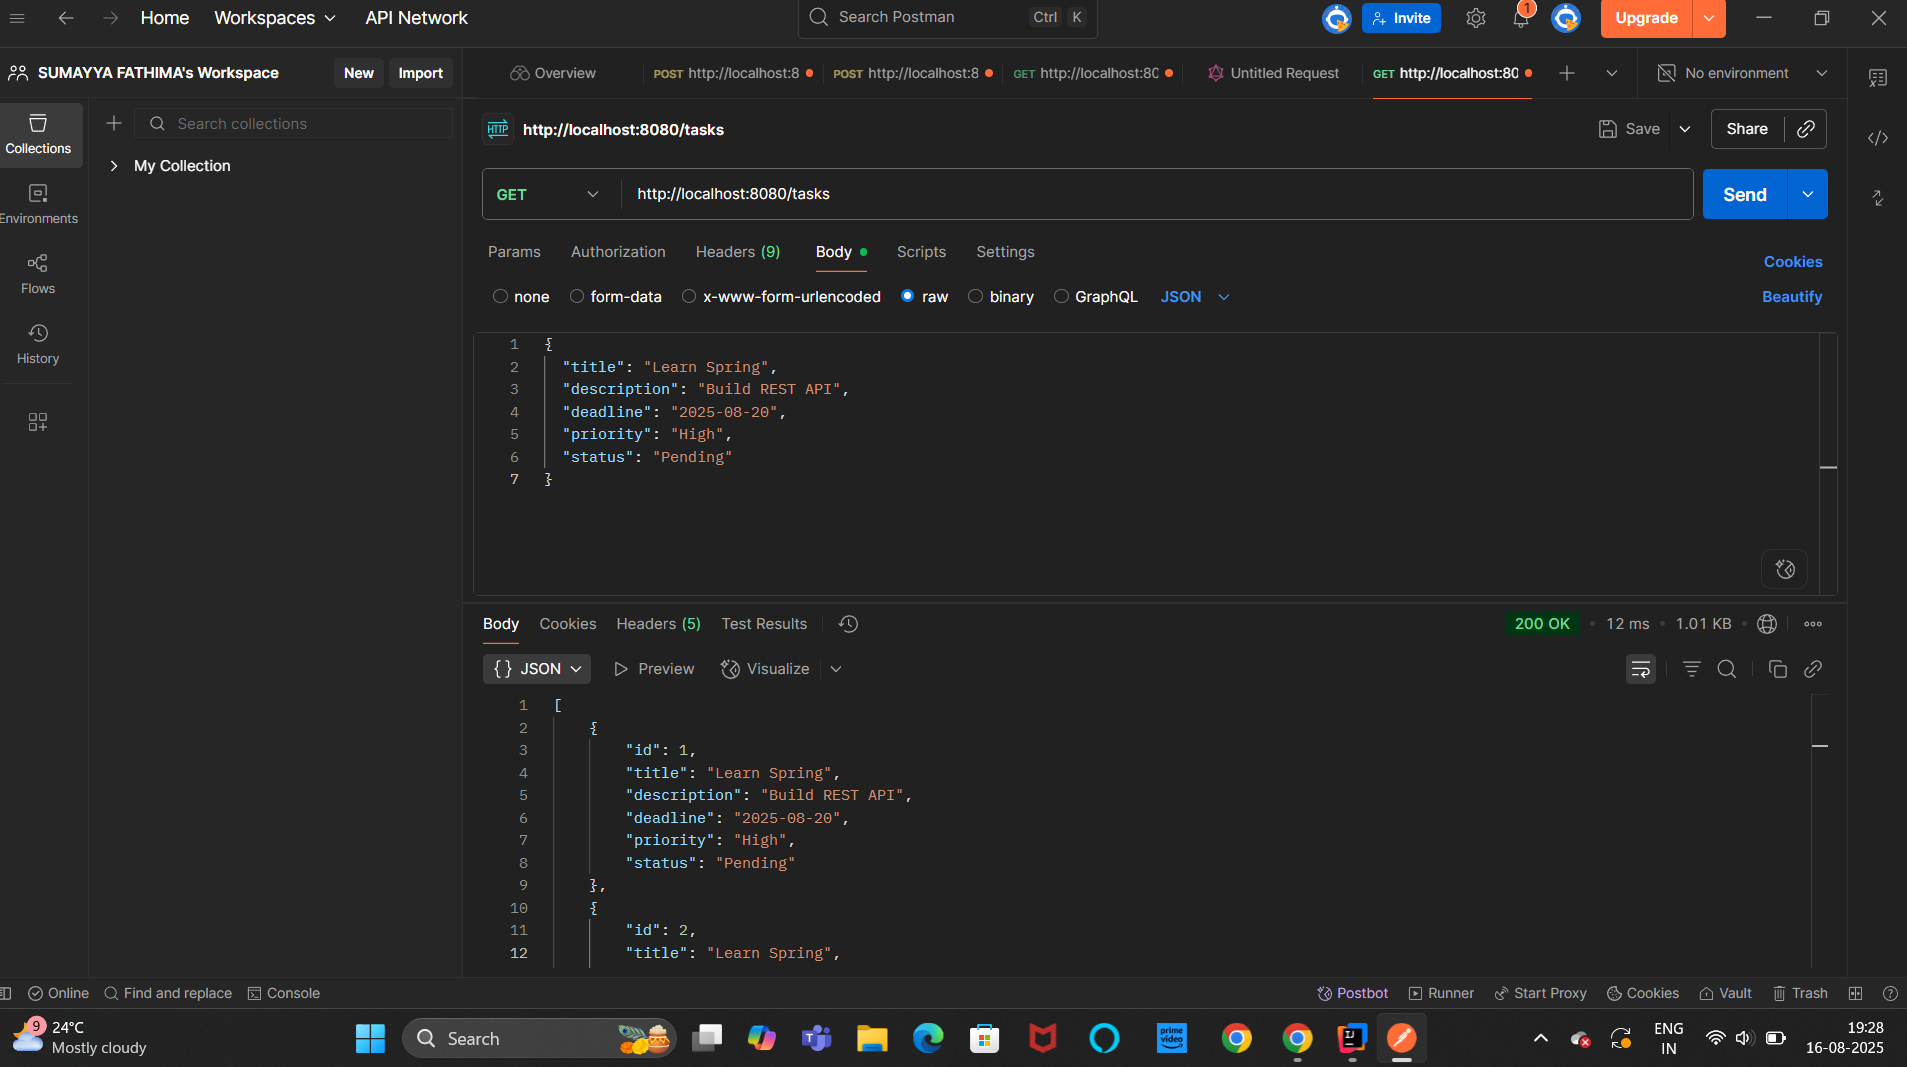 Home Workspaces API Network Search Postman Ctrl K Invite 1 Upgrade
SUMAYYA FATHIMA's Workspace New Import Overview POST http://localhost:8 POST http://localhost:8 GET http://localhost:80 Untitled Request GET http://localhost:80 No environment
Collections
Environments
Flows
History
Search collections
My Collection
HTTP http://localhost:8080/tasks Save Share
GET http://localhost:8080/tasks Send
Params Authorization Headers (9) Body Scripts Settings Cookies
none form-data x-www-form-urlencoded raw binary GraphQL JSON Beautify
1 {
2 "title": "Learn Spring",
3 "description": "Build REST API",
4 "deadline": "2025-08-20",
5 "priority": "High",
6 "status": "Pending"
7 }
Body Cookies Headers (5) Test Results 200 OK • 12 ms • 1.01 KB
{} JSON Preview Visualize
1 [
2 {
3 "id": 1,
4 "title": "Learn Spring",
5 "description": "Build REST API",
6 "deadline": "2025-08-20",
7 "priority": "High",
8 "status": "Pending"
9 },
10 {
11 "id": 2,
12 "title": "Learn Spring",
Online Find and replace Console Postbot Runner Start Proxy Cookies Vault Trash
9 24°C
Mostly cloudy
Search
prime video
IJ
ENG
IN
19:28
16-08-2025